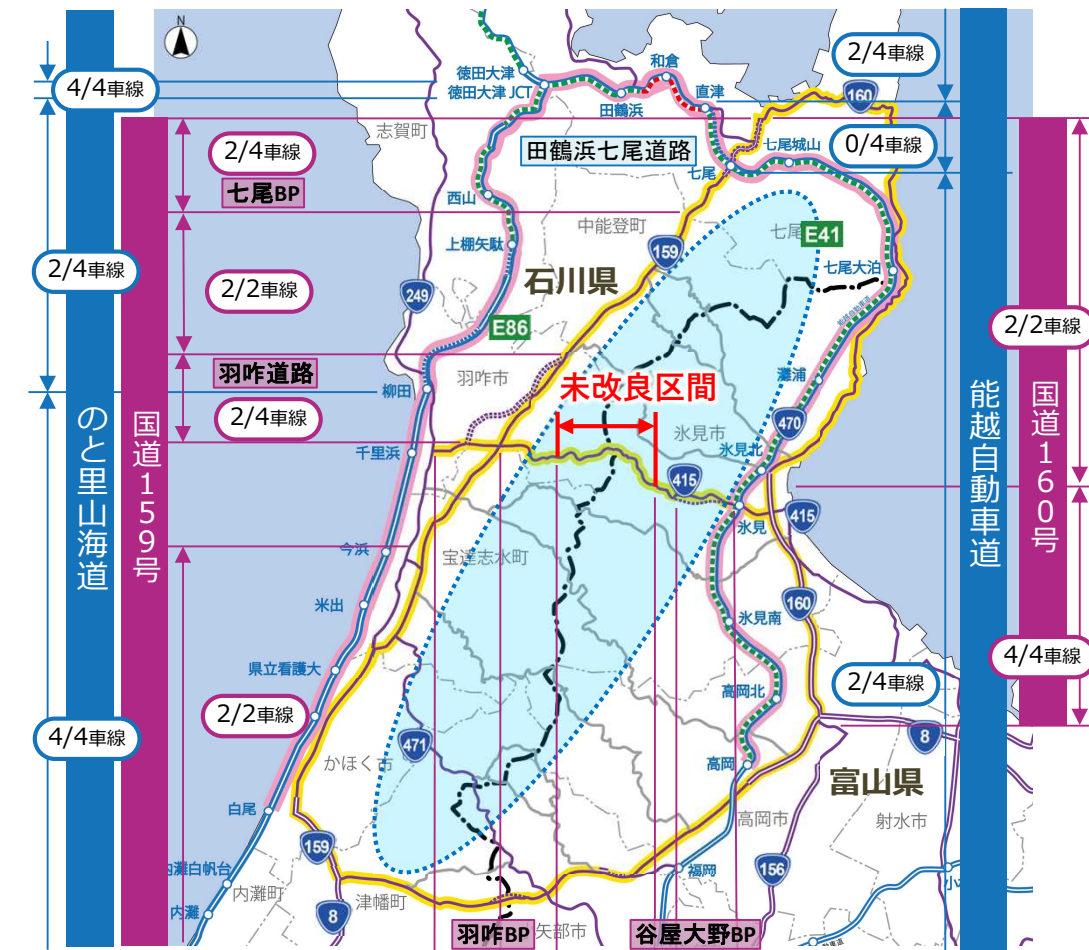 N
4/4車線
2/4車線
七尾BP
2/4車線
2/2車線
羽咋道路
2/4車線
のと里山海道
国道159号
2/2車線
4/4車線
徳田大津
徳田大津 JCT
志賀町
和倉
田鶴浜
直津
2/4車線
160
0/4車線
田鶴浜七尾道路
七尾城山
七尾
西山
中能登町
七尾
E41
上棚矢駄
159
七尾大泊
249
石川県
能越自動車道
E86
2/2車線
羽咋市
未改良区間
灘浦
柳田
氷見市
470
千里浜
氷見北
415
氷見
415
能越自動車道
国道160号
今浜
宝達志水町
160
米出
氷見南
県立看護大
4/4車線
高岡北
2/4車線
2/2車線
471
8
かほく市
高岡
富山県
白尾
高岡市
射水市
159
156
福岡
内灘白帆台
内灘町
小
内灘
津幡町
8
羽咋BP
矢部市
谷屋大野BP